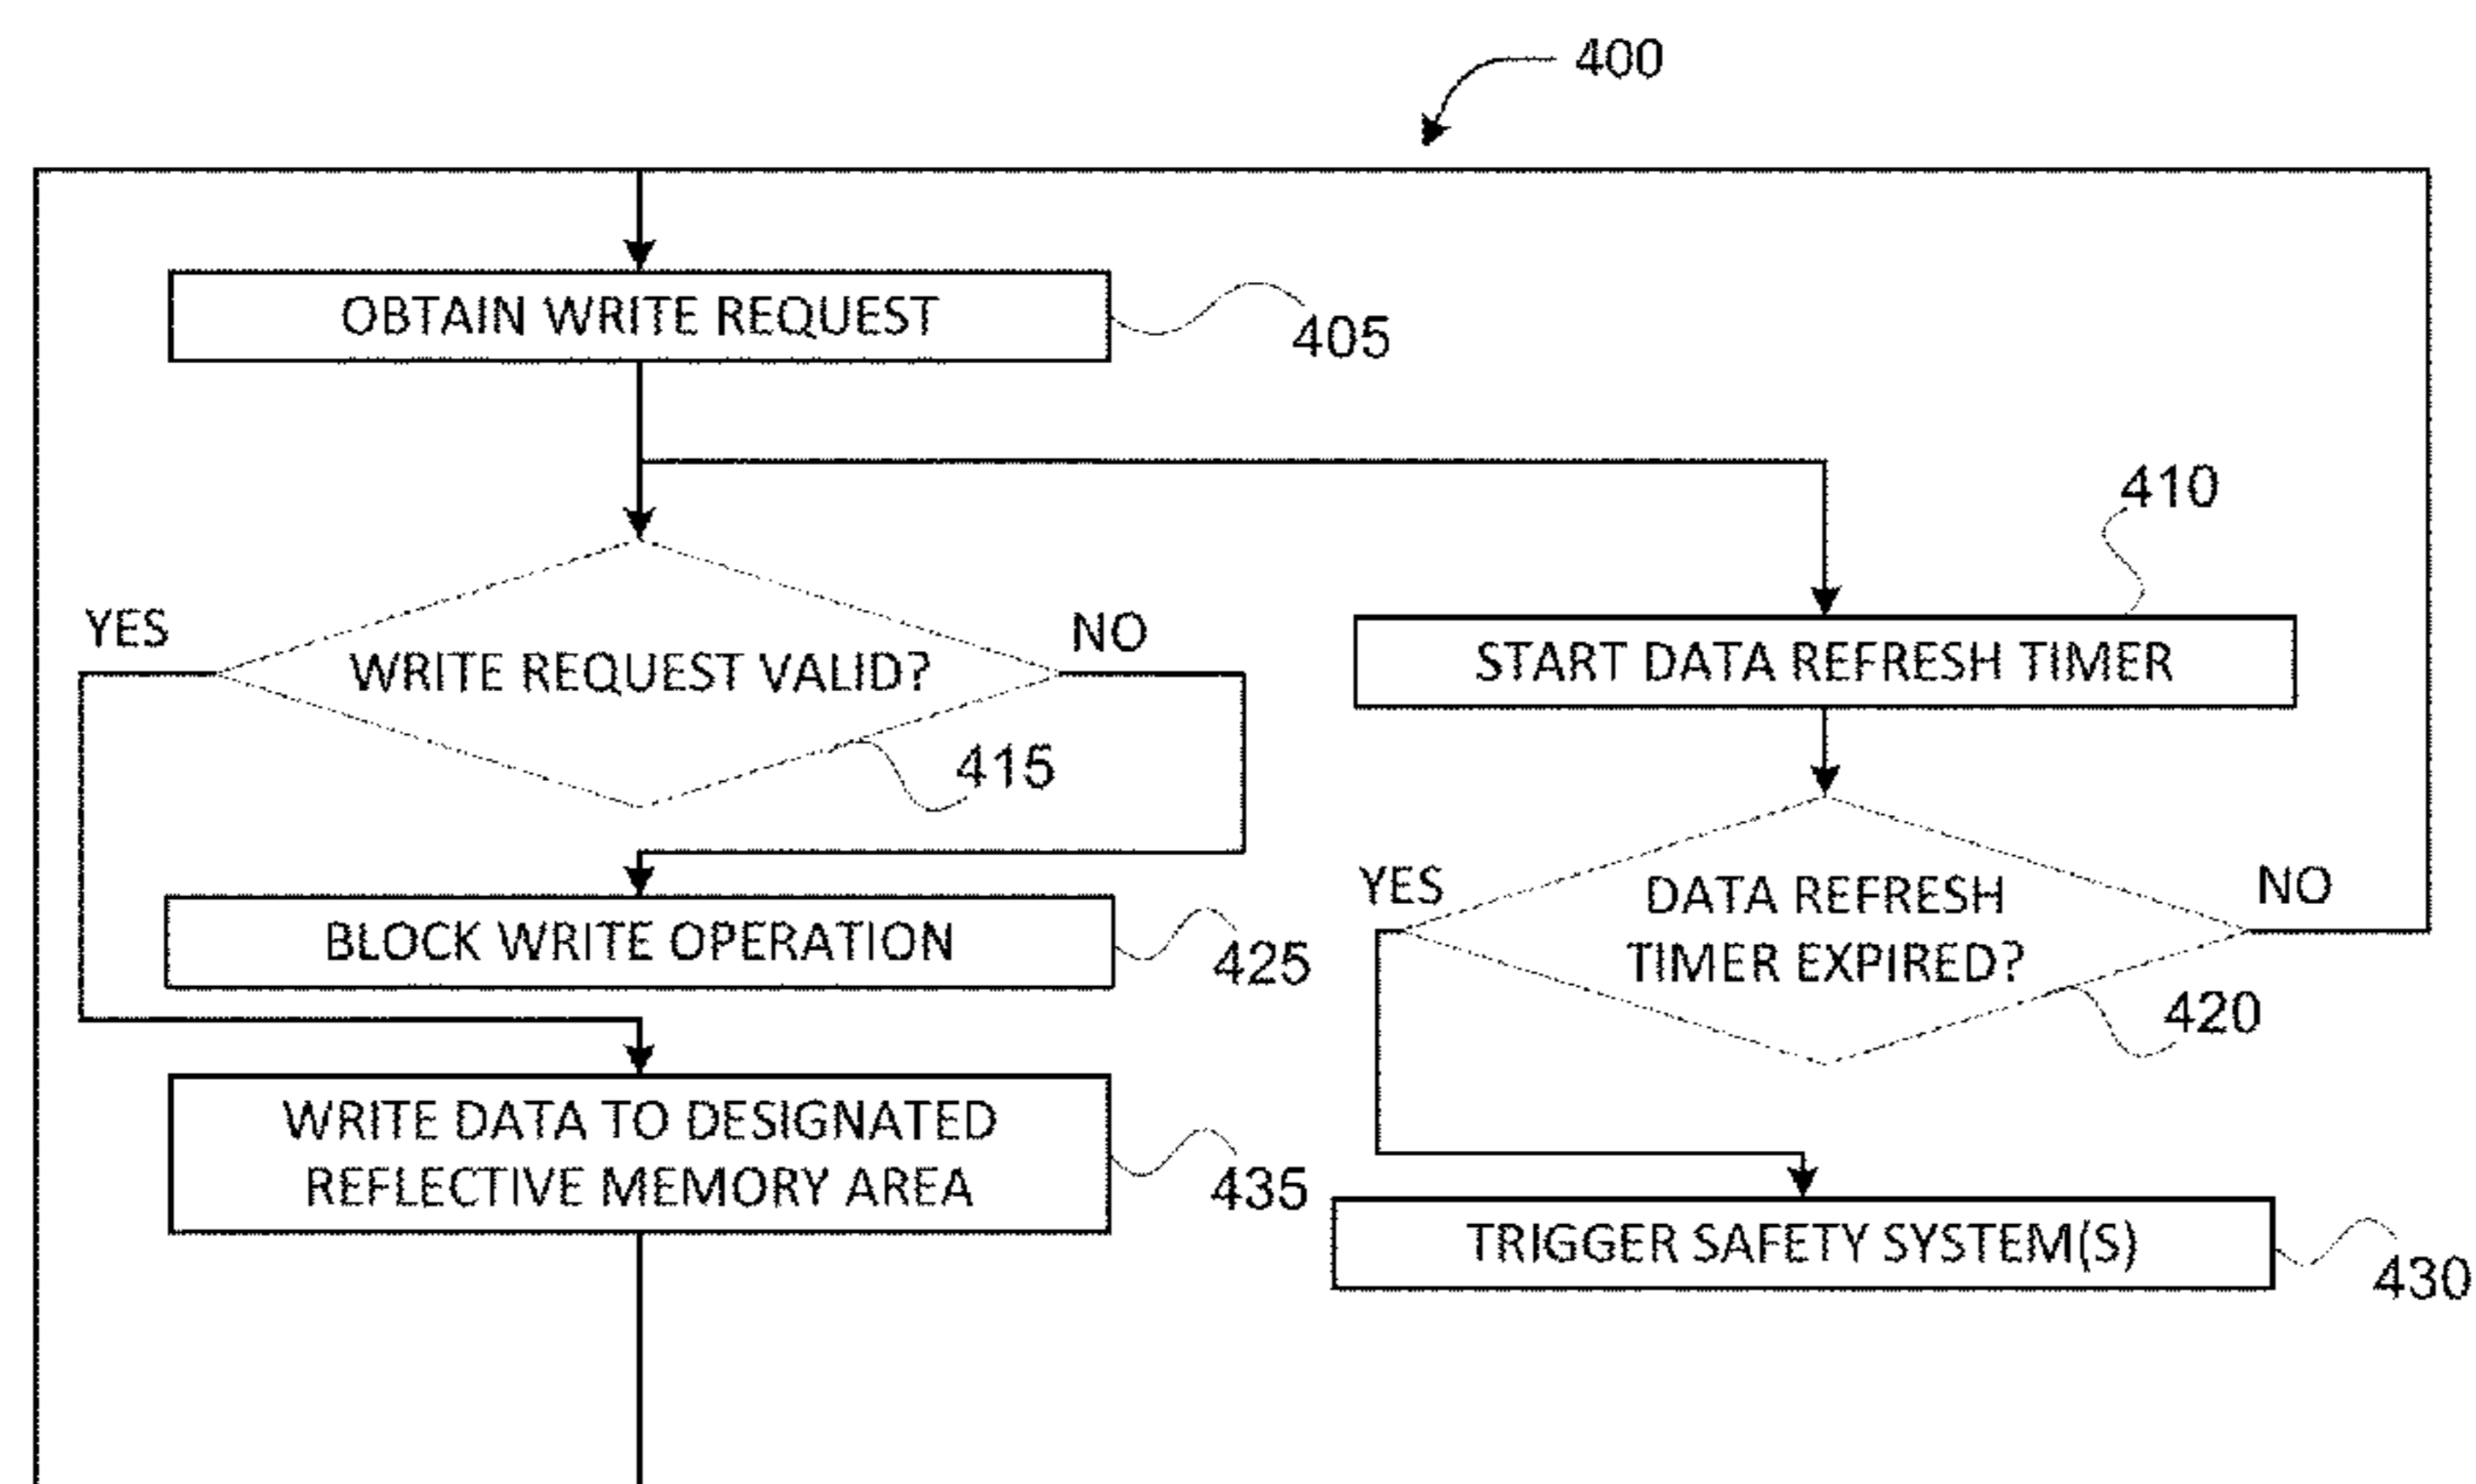 400
OBTAIN WRITE REQUEST
405
410
YES
NO
WRITE REQUEST VALID?
START DATA REFRESH TIMER
415
YES
DATA REFRESH
TIMER EXPIRED?
NO
BLOCK WRITE OPERATION
425
420
WRITE DATA TO DESIGNATED
REFLECTIVE MEMORY AREA
435
TRIGGER SAFETY SYSTEM(S)
430